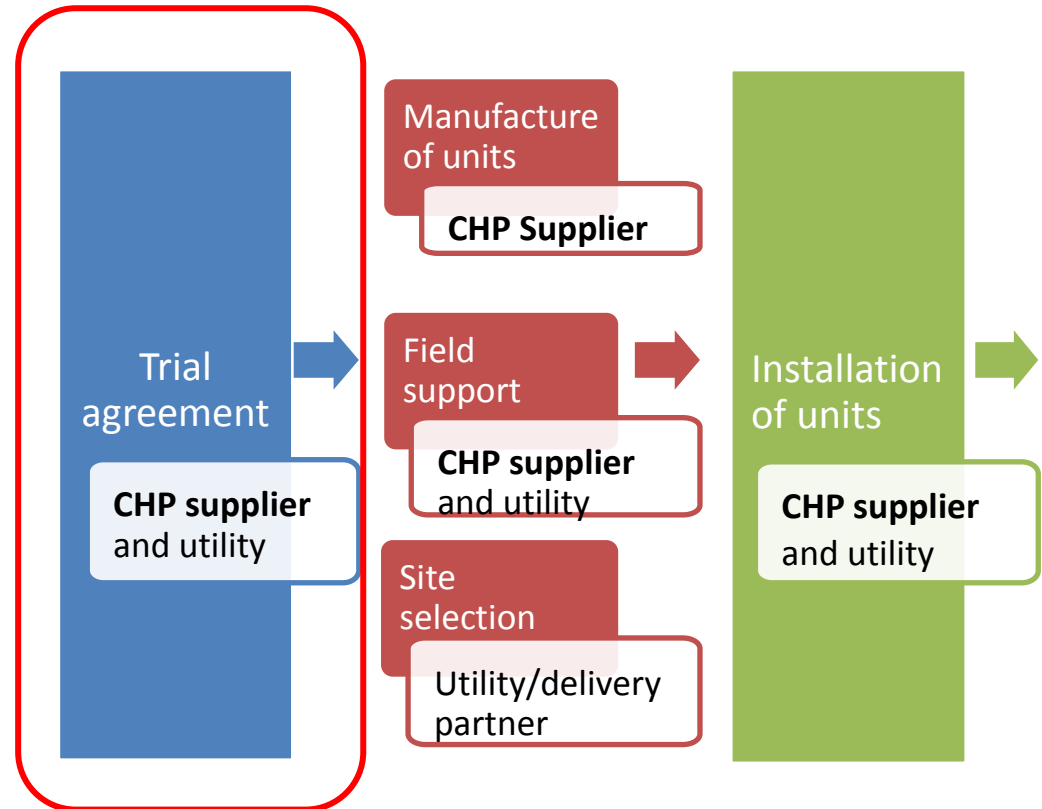 Trial
agreement
CHP supplier
and utility
Manufacture
of units
CHP Supplier
Field
support
CHP supplier
and utility
Site
selection
Utility/delivery
partner
Installation
of units
CHP supplier
and utility